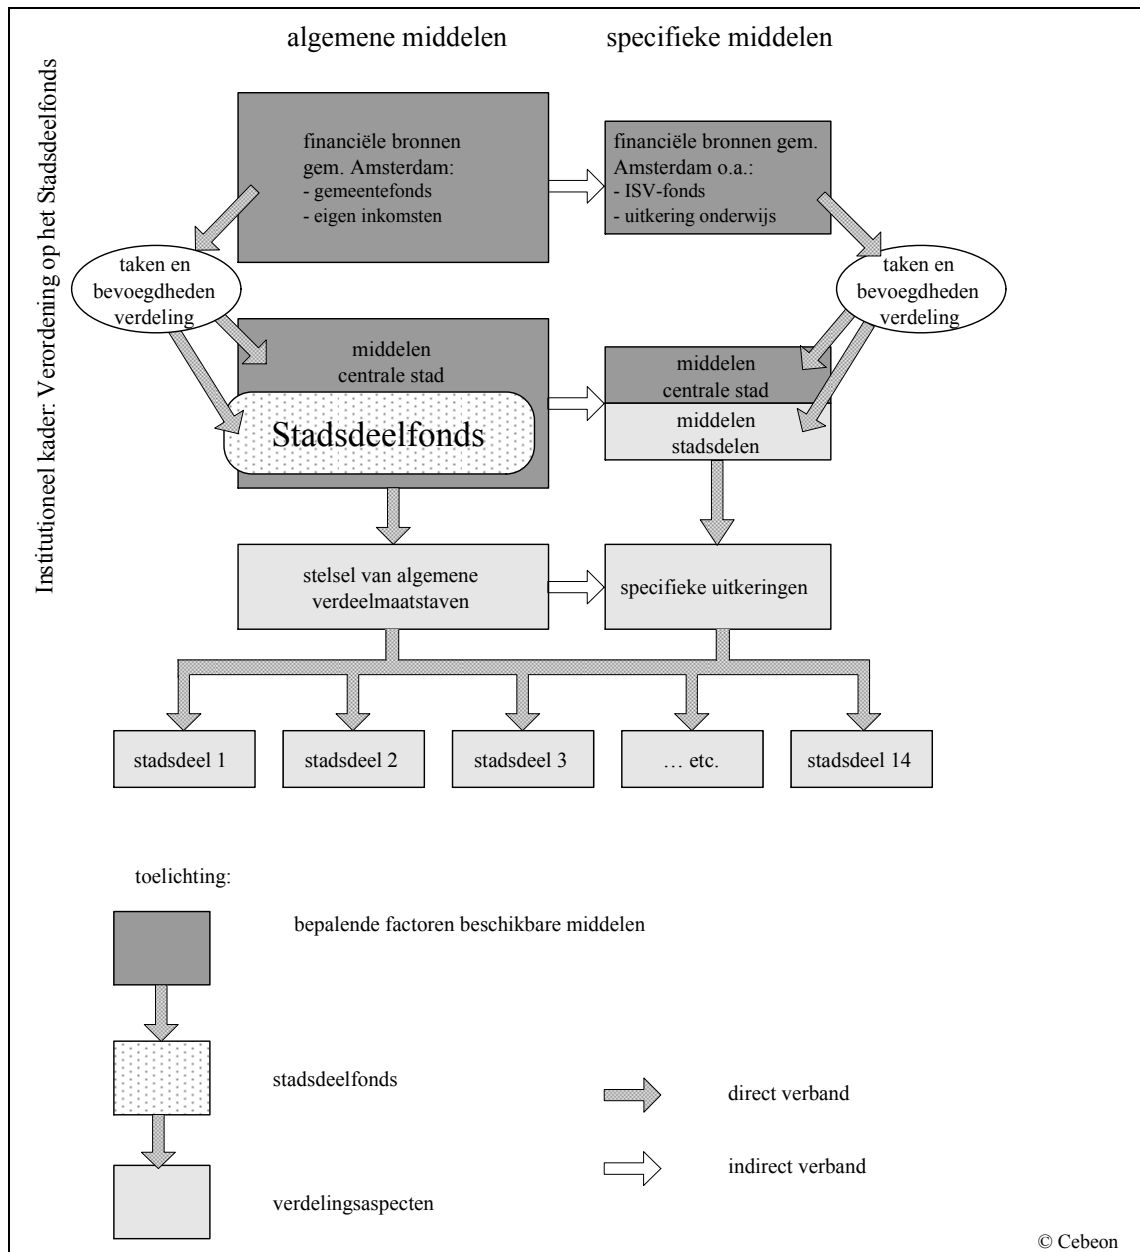 algemene middelen
specifieke middelen
Institutioneel kader: Verordening op het Stadsdeelfonds
financiële bronnen
gem. Amsterdam:
- gemeentefonds
- eigen inkomsten
financiële bronnen gem.
Amsterdam o.a.:
- ISV-fonds
- uitkering onderwijs
taken en
bevoegdheden
verdeling
taken en
bevoegdheden
verdeling
middelen
centrale stad
Stadsdeelfonds
middelen
centrale stad
middelen
stadsdelen
stelsel van algemene
verdeelmaatstaven
specifieke uitkeringen
stadsdeel 1
stadsdeel 2
stadsdeel 3
… etc.
stadsdeel 14
toelichting:
bepalende factoren beschikbare middelen
stadsdeelfonds
direct verband
indirect verband
verdelingsaspecten
© Cebeon